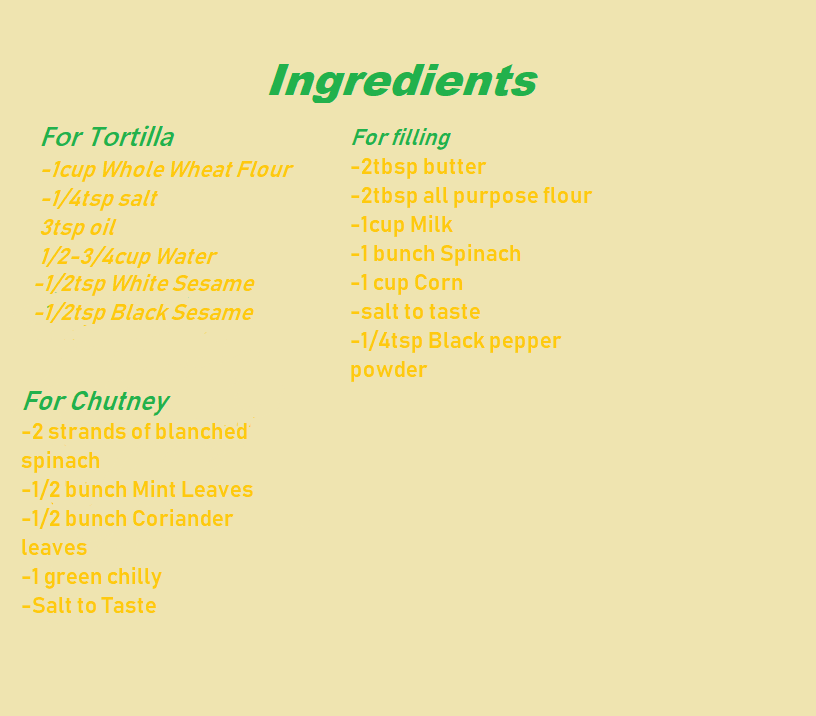 Ingredients
For Tortilla
-1cup Whole Wheat Flour
-1/4tsp salt
3tsp oil
1/2-3/4cup Water
-1/2tsp White Sesame
-1/2tsp Black Sesame
For filling
-2tbsp butter
-2tbsp all purpose flour
-1cup Milk
-1 bunch Spinach
-1 cup Corn
-salt to taste
-1/4tsp Black pepper
powder
For Chutney
-2 strands of blanched
spinach
-1/2 bunch Mint Leaves
-1/2 bunch Coriander
leaves
-1 green chilly
-Salt to Taste